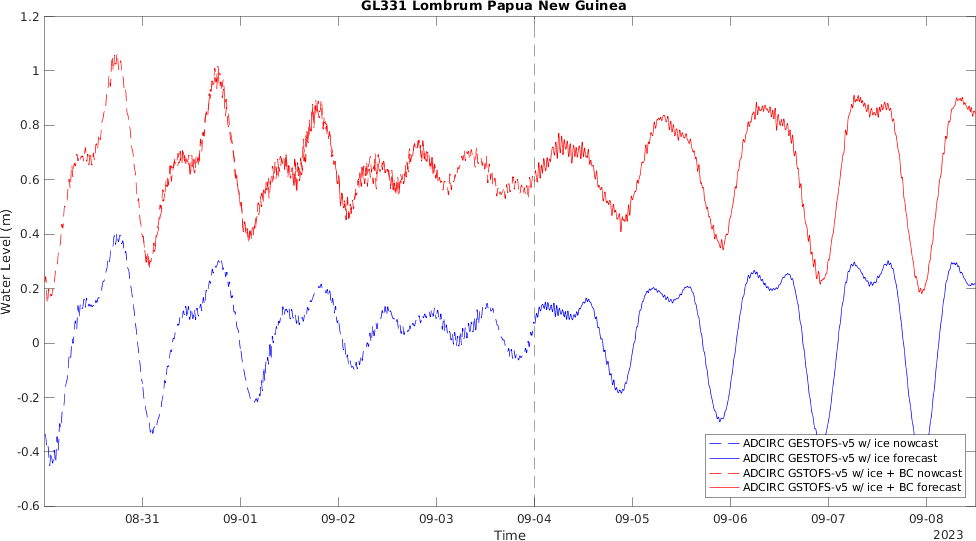 GL331 Lombrum Papua New Guinea
1.2
1
0.8
0.6
0.4
0.2
0
-0.2
-0.4
-0.6
Water Level (m)
08-31 09-01 09-02 09-03 09-04 09-05 09-06 09-07 09-08
Time
2023
ADCIRC GESTOFS-v5 w/ ice nowcast
ADCIRC GESTOFS-v5 w/ ice forecast
ADCIRC GSTOFS-v5 w/ ice + BC nowcast
ADCIRC GSTOFS-v5 w/ ice + BC forecast